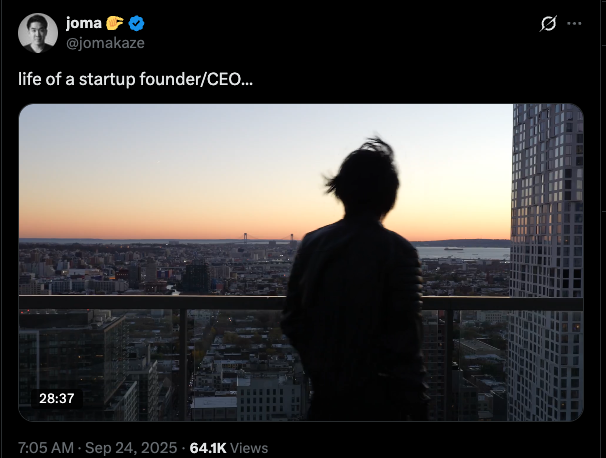 joma
@jomakaze
life of a startup founder/CEO...
28:37
7:05 AM · Sep 24, 2025 · 64.1K Views